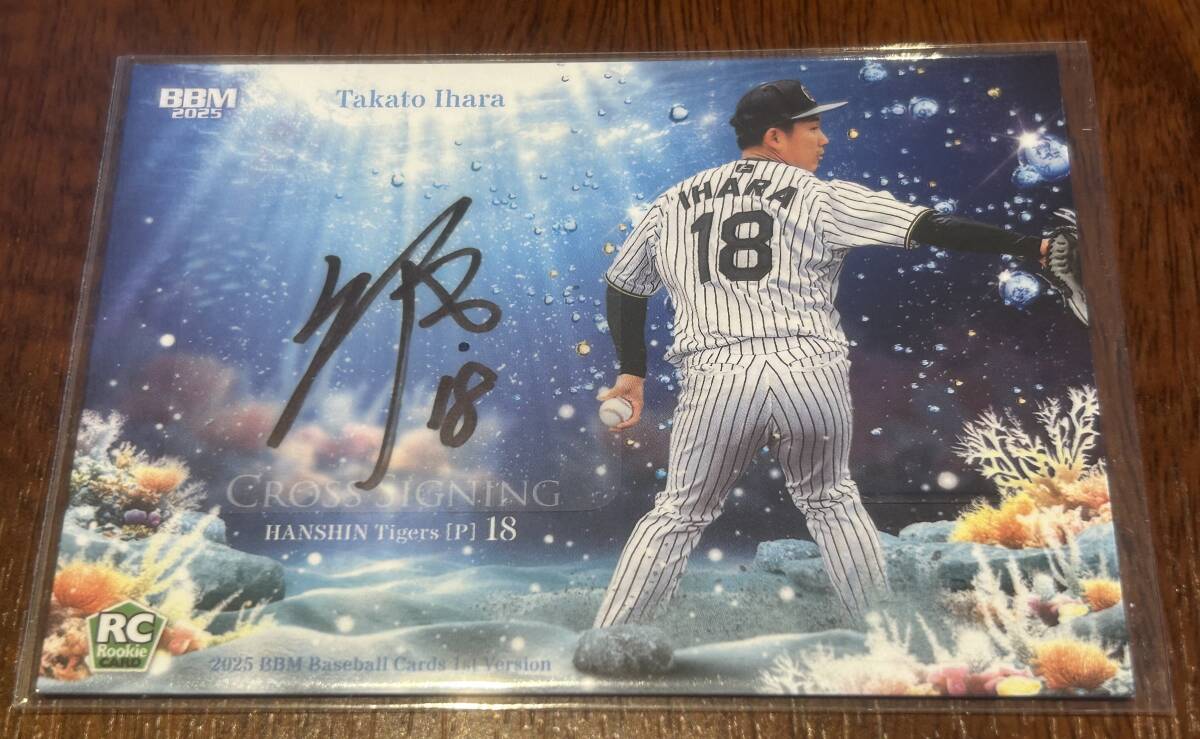 BBM
2025
Takato Ihara
IHARA
18
18
CROSS SIGNING
HANSHIN Tigers [P] 18
RC
Rookie
CARD
2025 BBM Baseball Cards 1st Version